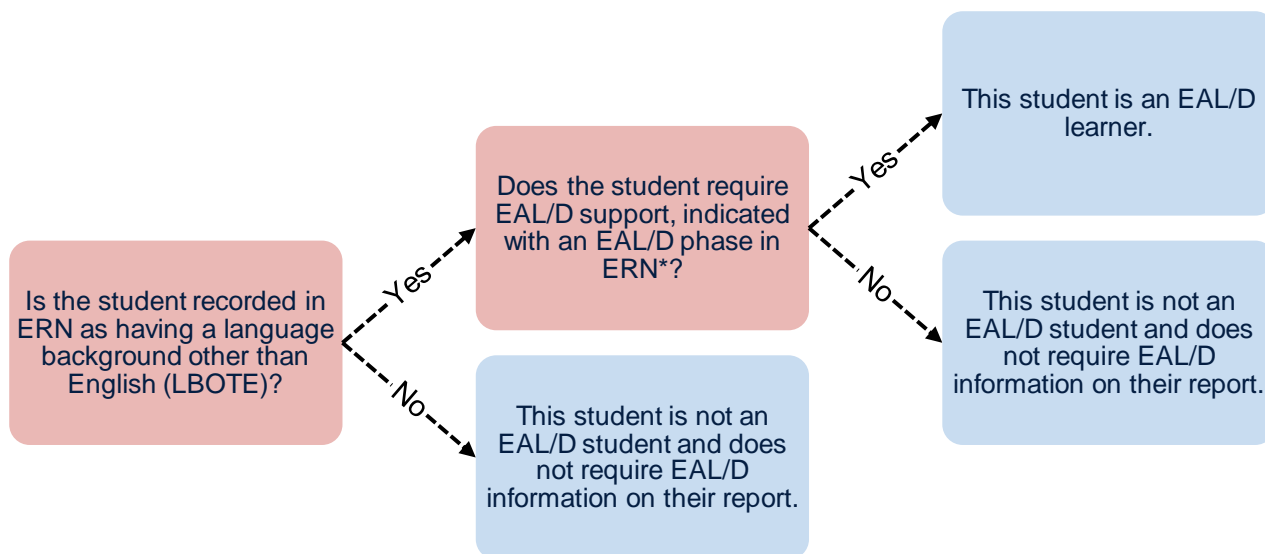 Is the student recorded in
ERN as having a language
background other than
English (LBOTE)?
Yes
No
Does the student require
EAL/D support, indicated
with an EAL/D phase in
ERN*?
This student is not an
EAL/D student and does
not require EAL/D
information on their report.
Yes
No
This student is an EAL/D
learner.
This student is not an
EAL/D student and does
not require EAL/D
information on their report.